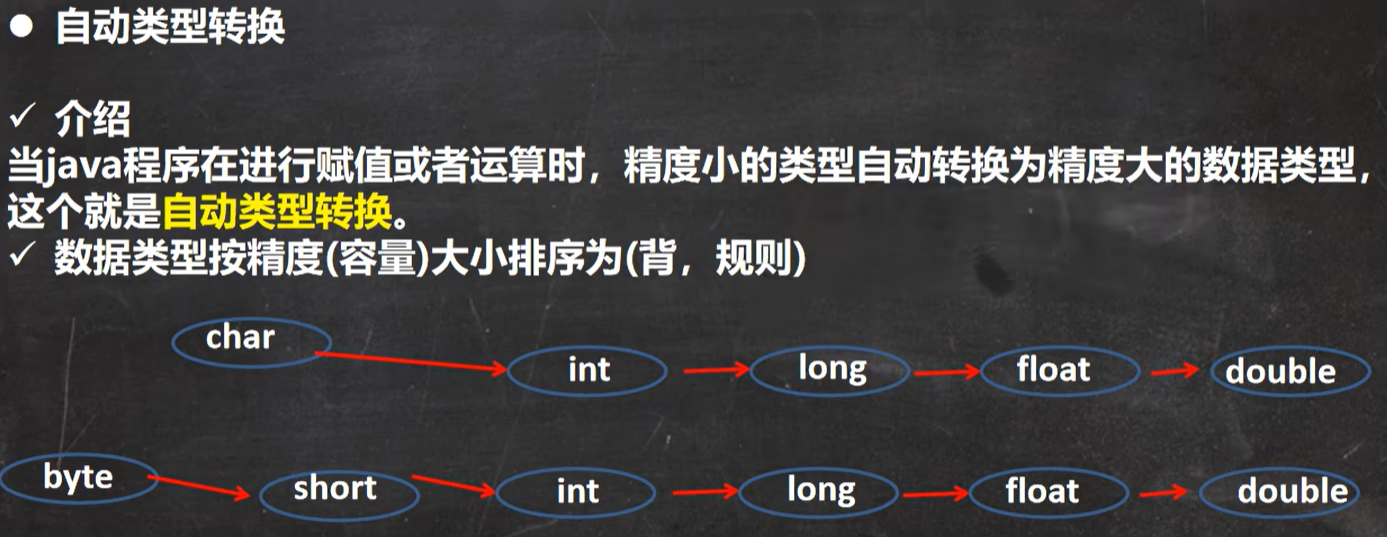 ● 自动类型转换
✓ 介绍
当java程序在进行赋值或者运算时，精度小的类型自动转换为精度大的数据类型，
这个就是自动类型转换。
✓ 数据类型按精度(容量)大小排序为(背，规则)
char int long float double
byte short int long float double